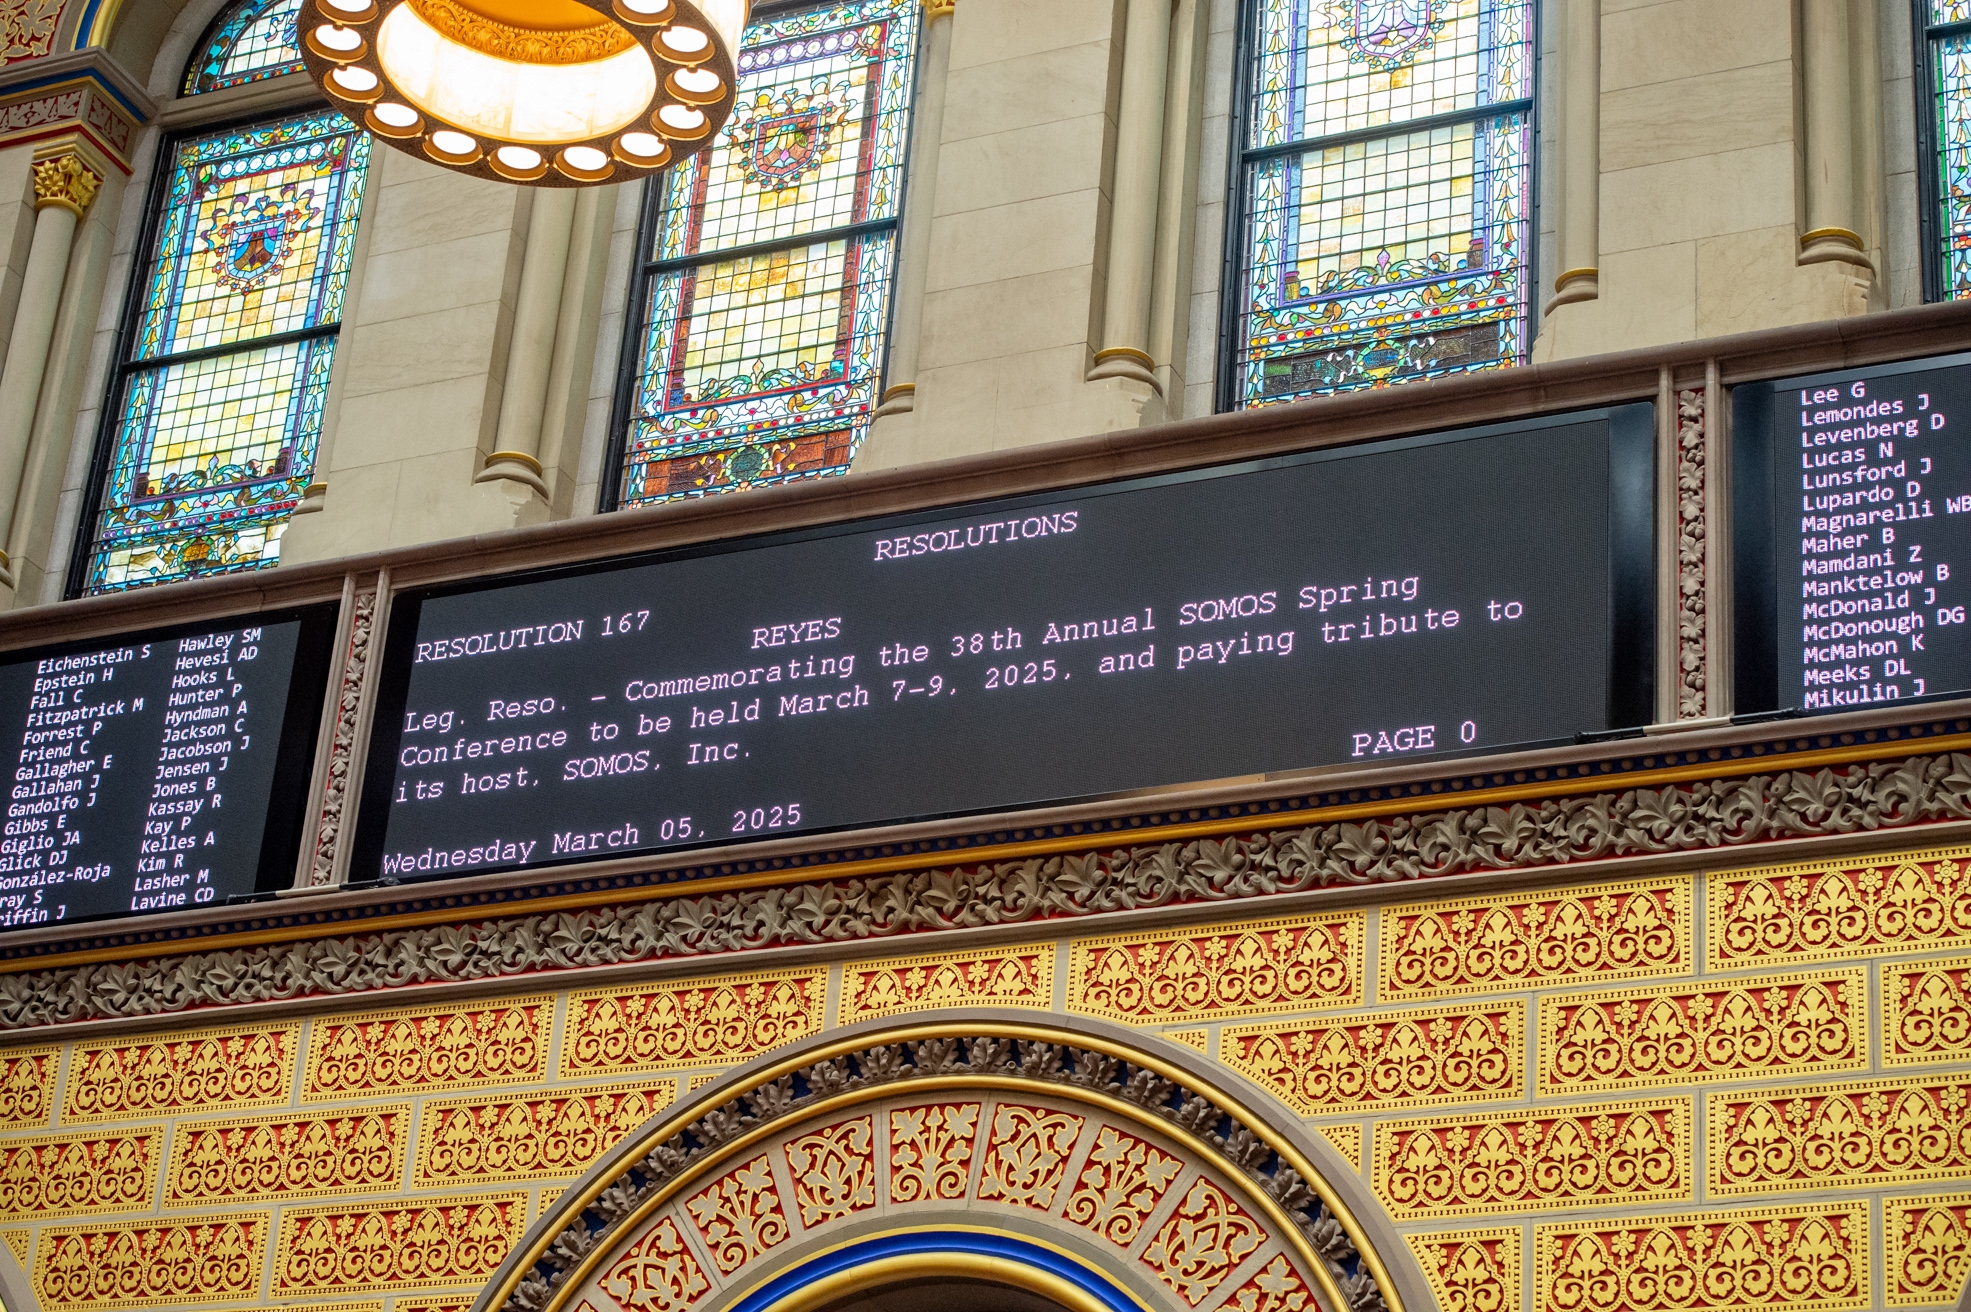 Eichenstein S
Epstein H
Fall C
Fitzpatrick M
Forrest P
Friend C
Gallagher E
Gallahan J
Gandolfo J
Gibbs E
Giglio JA
Glick DJ
González-Roja
ray S
riffin J
Hawley SM
Hevesi AD
Hooks L
Hunter P
Hyndman A
Jackson C
Jacobson J
Jensen J
Jones B
Kassay R
Kay P
Kelles A
Kim R
Lasher M
Lavine CD
RESOLUTIONS
RESOLUTION 167 REYES
Leg. Reso. - Commemorating the 38th Annual SOMOS Spring
Conference to be held March 7-9, 2025, and paying tribute to
its host, SOMOS, Inc.
PAGE 0
Wednesday March 05, 2025
Lee G
Lemondes J
Levenberg D
Lucas N
Lunsford J
Lupardo D
Magnarelli WB
Maher B
Mamdani Z
Manktelow B
McDonald J
McDonough DG
McMahon K
Meeks DL
Mikulin J